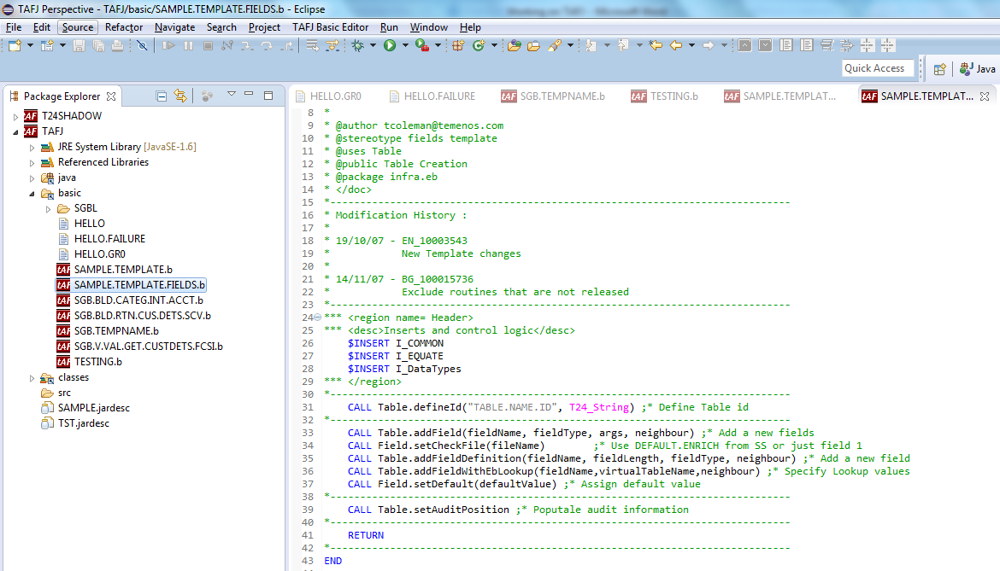 TAFJ Perspective - TAFJ/basic/SAMPLE.TEMPLATE.FIELDS.b - Eclipse
File Edit Source Refactor Navigate Search Project TAFJ Basic Editor Run Window Help
Quick Access
Java
Package Explorer
T24SHADOW
TAFJ
JRE System Library [JavaSE-1.6]
Referenced Libraries
java
basic
SGBL
HELLO
HELLO.FAILURE
HELLO.GR0
SAMPLE.TEMPLATE.b
SAMPLE.TEMPLATE.FIELDS.b
SGB.BLD.CATEG.INT.ACCT.b
SGB.BLD.RTN.CUS.DETS.SCV.b
SGB.TEMPNAME.b
SGB.V.VAL.GET.CUSTDETS.FCSI.b
TESTING.b
classes
src
SAMPLE.jardesc
TST.jardesc
HELLO.GR0 HELLO.FAILURE SGB.TEMPNAME.b TESTING.b SAMPLE.TEMPLAT... SAMPLE.TEMPLAT...
8 *
9 * @author tcoleman@temenos.com
10 * @stereotype fields template
11 * @uses Table
12 * @public Table Creation
13 * @package infra.eb
14 * </doc>
15 *-----------------------------------------------------------------------------
16 * Modification History :
17 *
18 * 19/10/07 - EN_10003543
19 *            New Template changes
20 *
21 * 14/11/07 - BG_100015736
22 *            Exclude routines that are not released
23 *-----------------------------------------------------------------------------
24 *** <region name= Header>
25 *** <desc>Inserts and control logic</desc>
26     $INSERT I_COMMON
27     $INSERT I_EQUATE
28     $INSERT I_DataTypes
29 *** </region>
30 *-----------------------------------------------------------------------------
31     CALL Table.defineId("TABLE.NAME.ID", T24_String) ;* Define Table id
32 *-----------------------------------------------------------------------------
33     CALL Table.addField(fieldName, fieldType, args, neighbour) ;* Add a new fields
34     CALL Field.setCheckFile(fileName)        ;* Use DEFAULT.ENRICH from SS or just field 1
35     CALL Table.addFieldDefinition(fieldName, fieldLength, fieldType, neighbour) ;* Add a new field
36     CALL Table.addFieldWithEbLookup(fieldName,virtualTableName,neighbour) ;* Specify Lookup values
37     CALL Field.setDefault(defaultValue) ;* Assign default value
38 *-----------------------------------------------------------------------------
39     CALL Table.setAuditPosition ;* Poputale audit information
40 *-----------------------------------------------------------------------------
41     RETURN
42 *-----------------------------------------------------------------------------
43 END